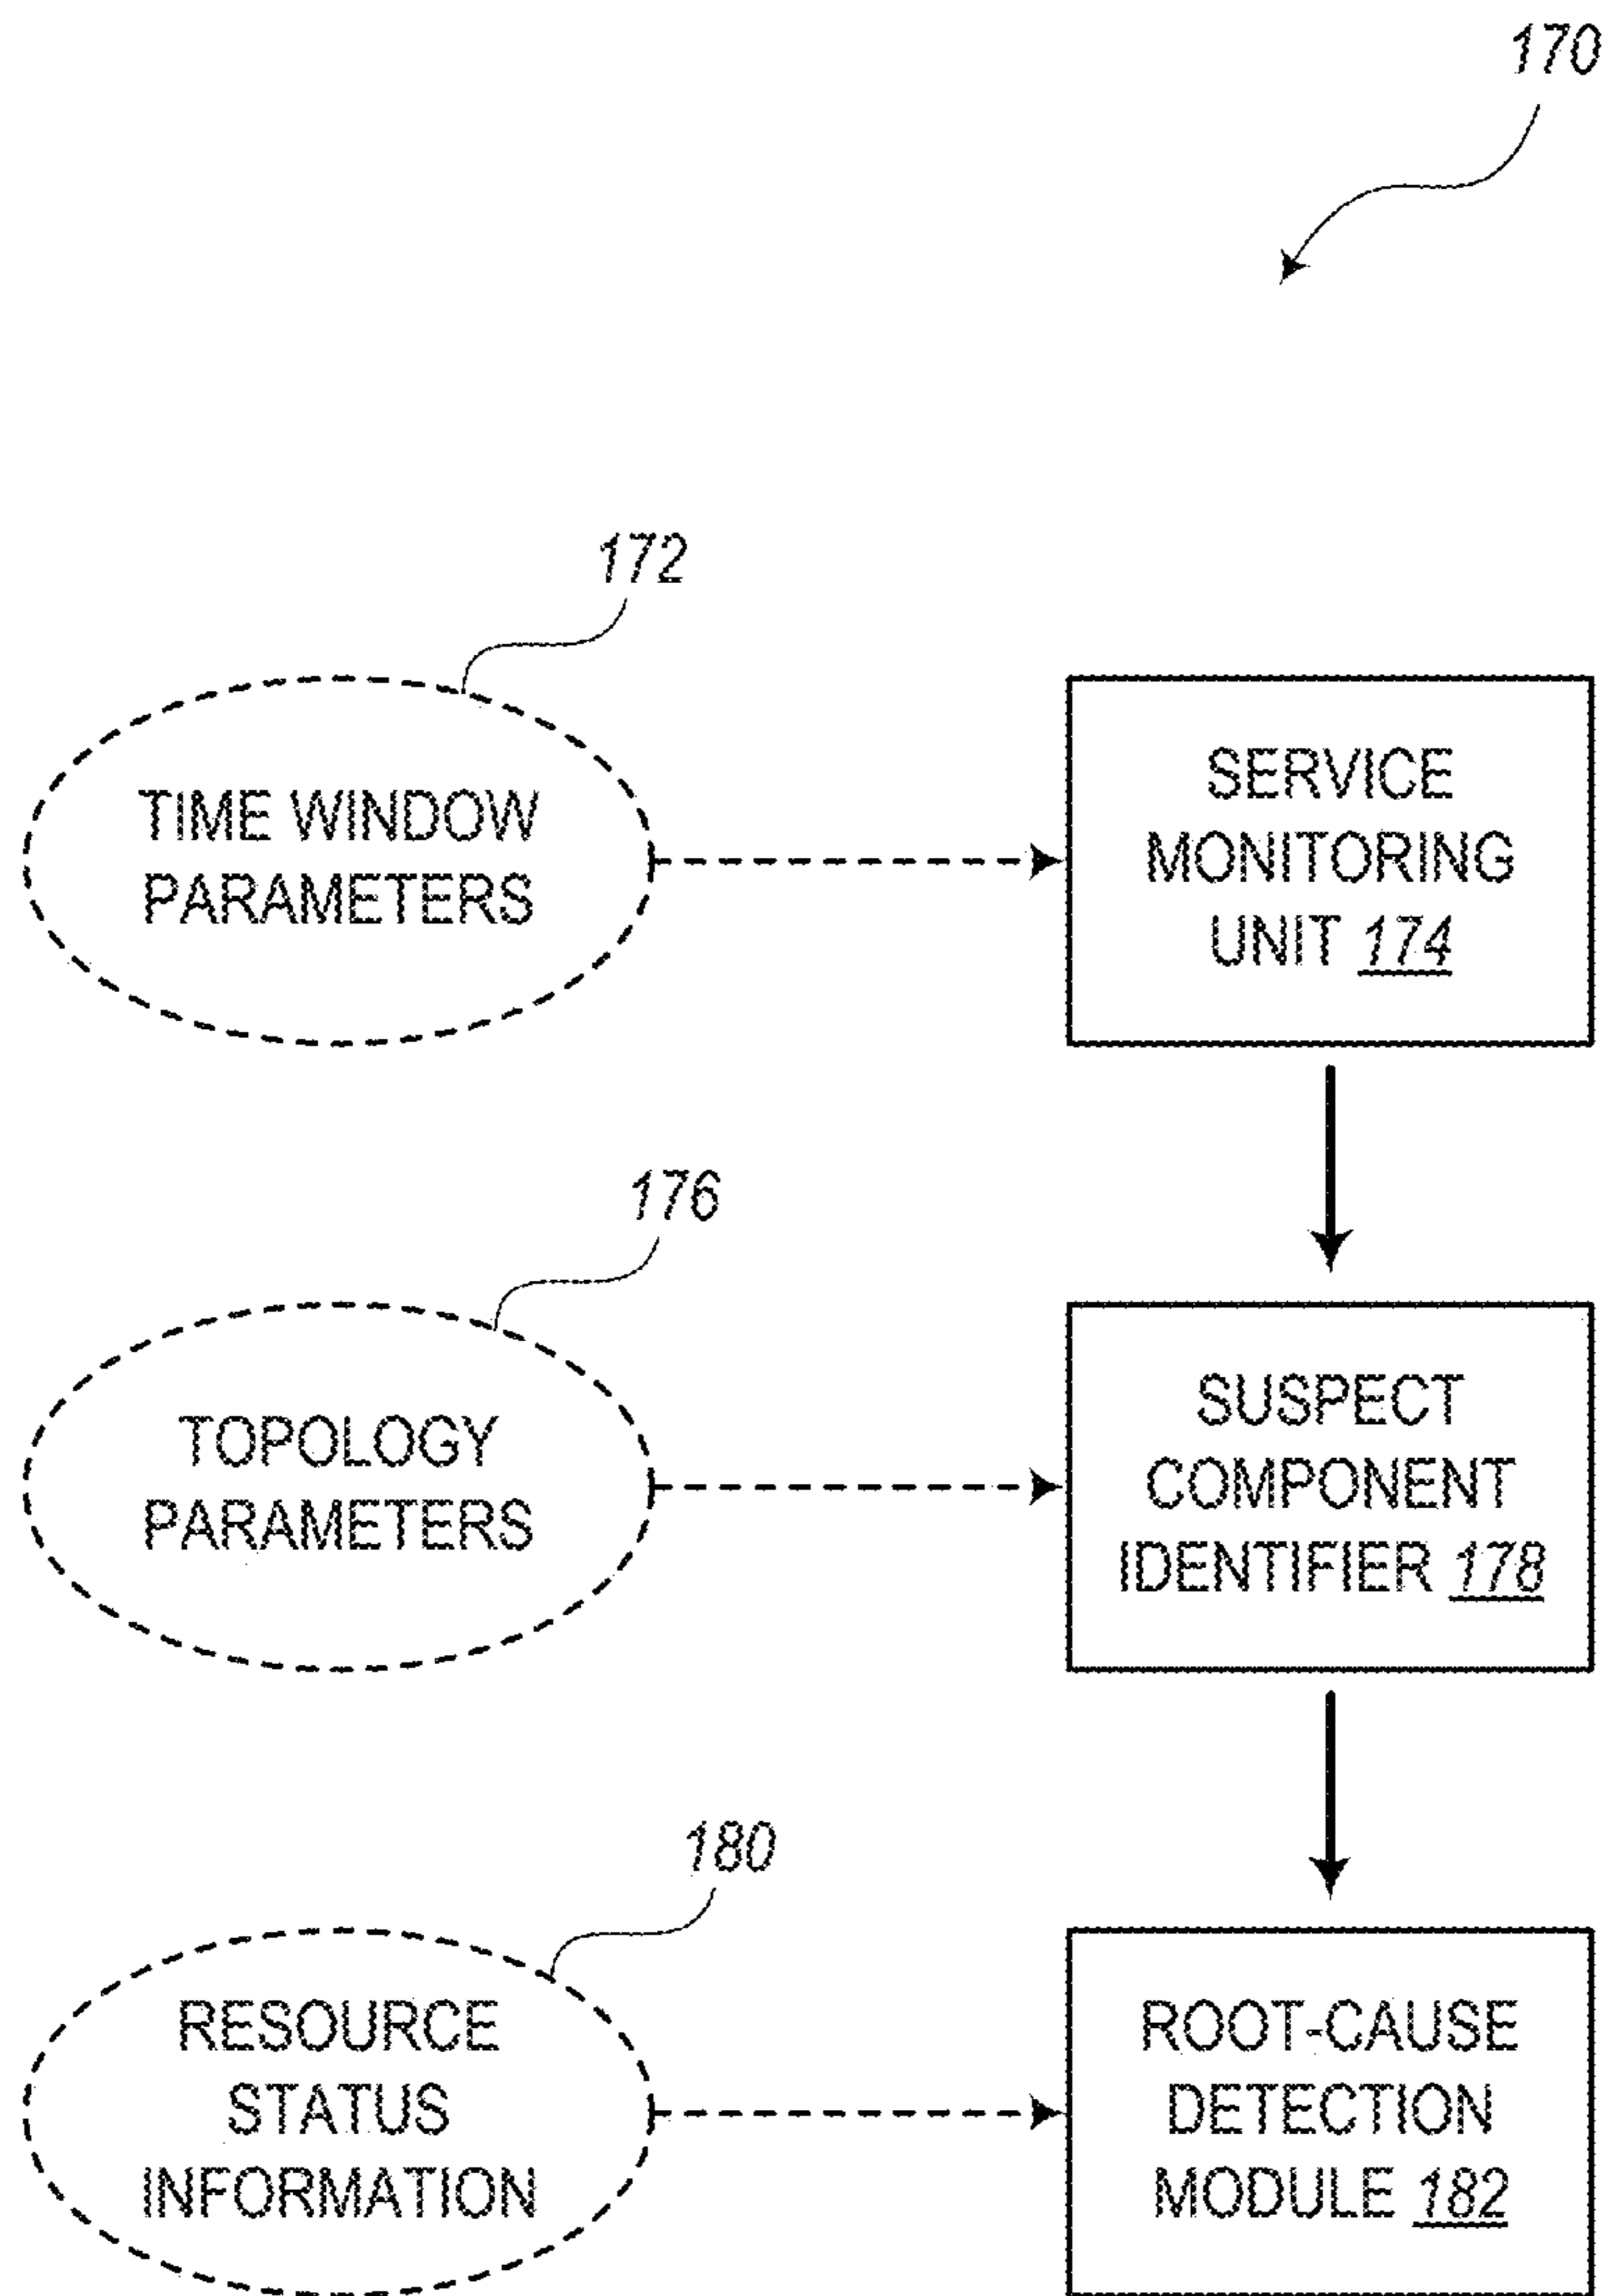 170
172
TIME WINDOW
PARAMETERS
SERVICE
MONITORING
UNIT 174
176
TOPOLOGY
PARAMETERS
SUSPECT
COMPONENT
IDENTIFIER 178
180
RESOURCE
STATUS
INFORMATION
ROOT-CAUSE
DETECTION
MODULE 182